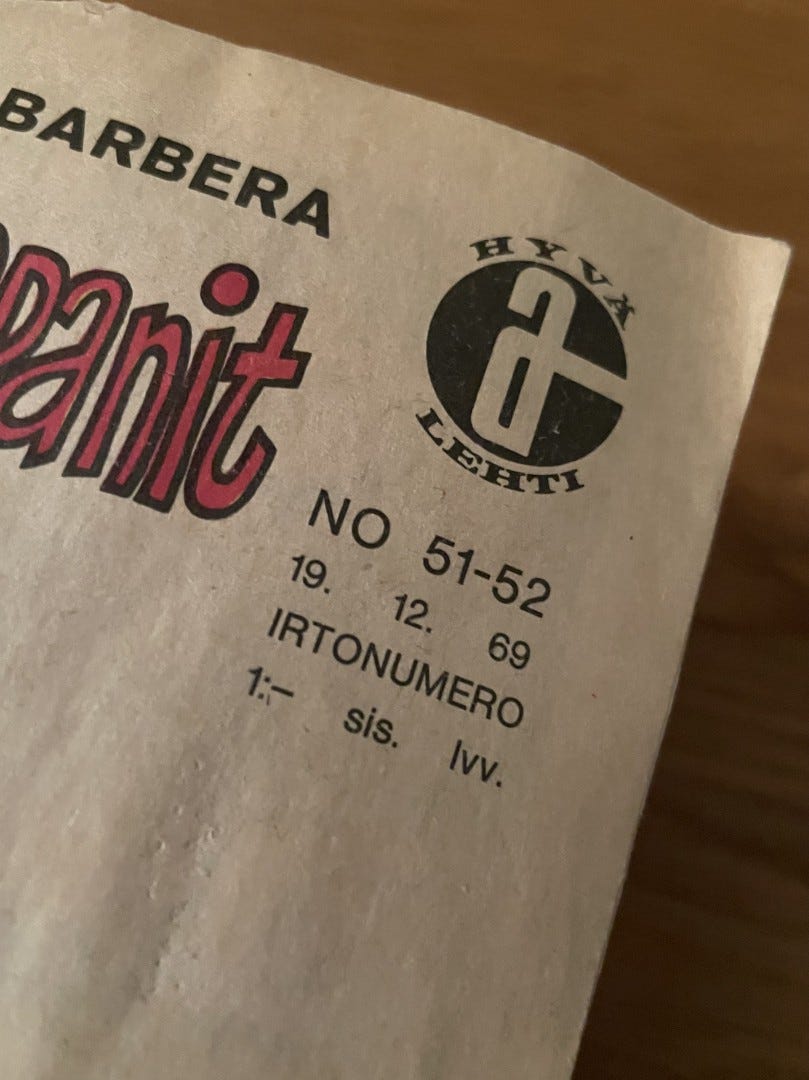 BARBERA
panit
HYVÄ
a
LEHTI
NO 51-52
19. 12. 69
IRTONUMERO
1:– sis. lvv.